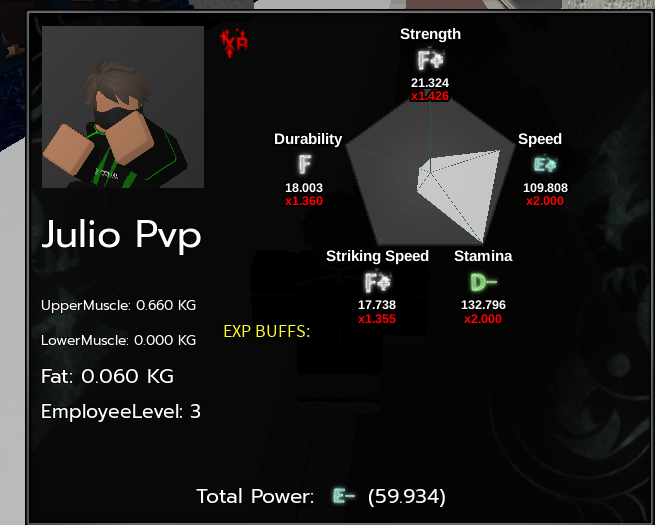 XP
Strength
F+
21.324
x1.426
Durability
F
18.003
x1.360
Speed
E+
109.808
x2.000
Striking Speed
F+
17.738
x1.355
Stamina
D-
132.796
x2.000
Julio Pvp
UpperMuscle: 0.660 KG
LowerMuscle: 0.000 KG
EXP BUFFS:
Fat: 0.060 KG
EmployeeLevel: 3
Total Power: E- (59.934)